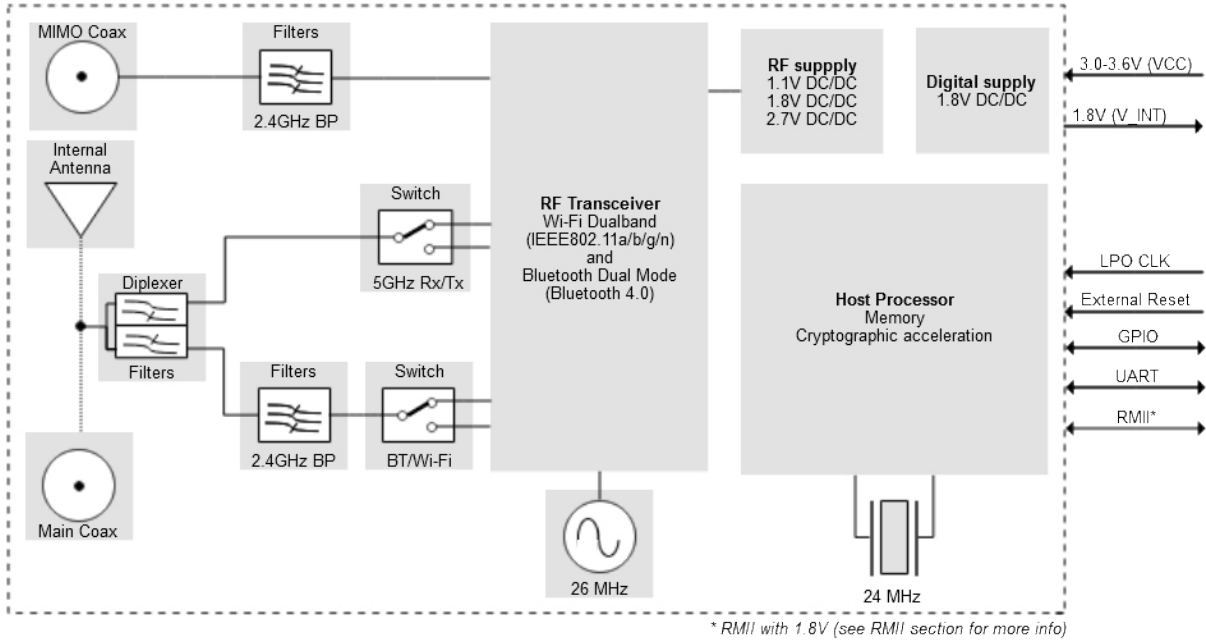 MIMO Coax
Filters
2.4GHz BP
Internal
Antenna
Switch
5GHz Rx/Tx
Diplexer
Filters
Filters
2.4GHz BP
Switch
BT/Wi-Fi
Main Coax
RF Transceiver
Wi-Fi Dualband
(IEEE802.11a/b/g/n)
and
Bluetooth Dual Mode
(Bluetooth 4.0)
26 MHz
RF suppply
1.1V DC/DC
1.8V DC/DC
2.7V DC/DC
Digital supply
1.8V DC/DC
Host Processor
Memory
Cryptographic acceleration
24 MHz
3.0-3.6V (VCC)
1.8V (V_INT)
LPO CLK
External Reset
GPIO
UART
RMII*
* RMII with 1.8V (see RMII section for more info)